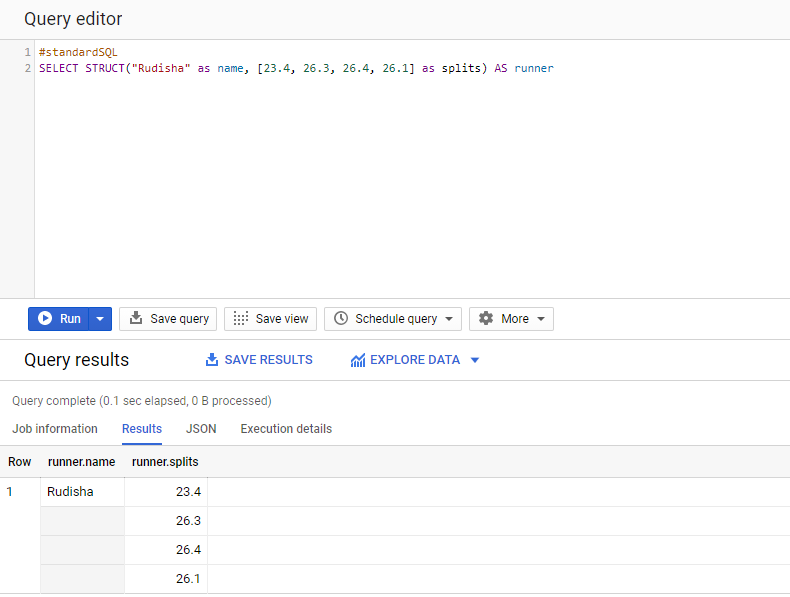 Query editor
1 #standardSQL
2 SELECT STRUCT("Rudisha" as name, [23.4, 26.3, 26.4, 26.1] as splits) AS runner
Run Save query Save view Schedule query More
Query results SAVE RESULTS EXPLORE DATA
Query complete (0.1 sec elapsed, 0 B processed)
Job information Results JSON Execution details
Row runner.name runner.splits
1 Rudisha 23.4
26.3
26.4
26.1